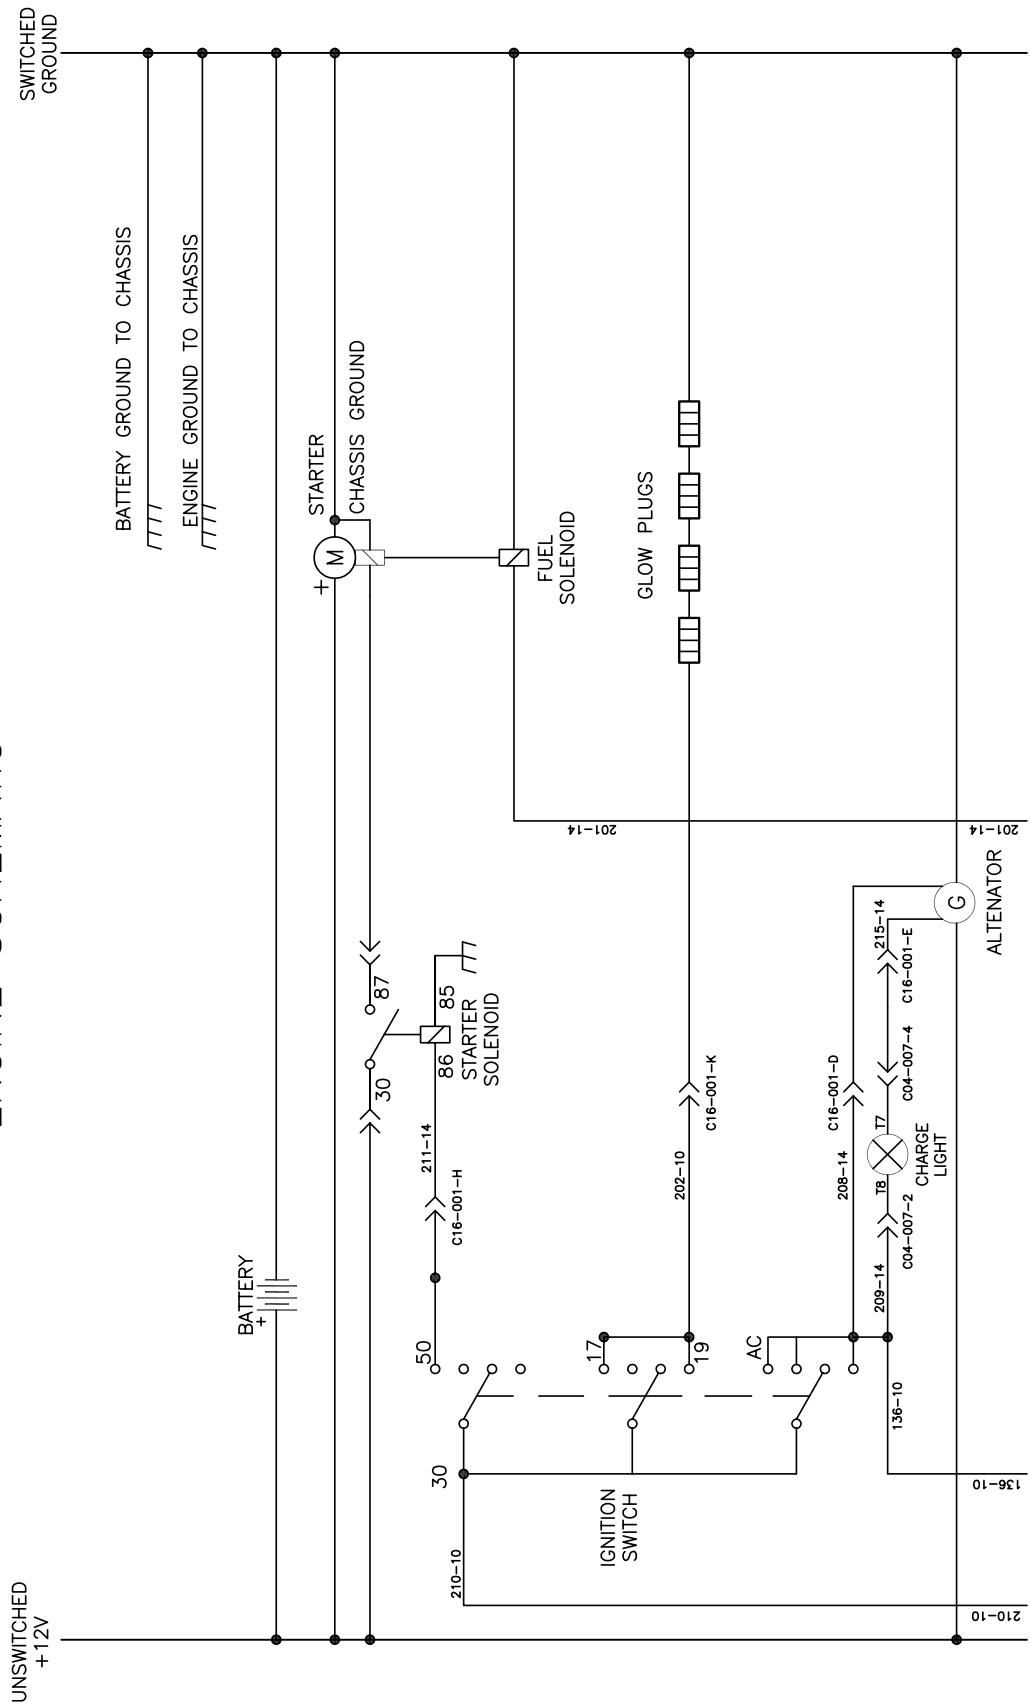 SWITCHED
GROUND
BATTERY GROUND TO CHASSIS
ENGINE GROUND TO CHASSIS
STARTER
CHASSIS GROUND
+
M
FUEL
SOLENOID
GLOW PLUGS
201-14
201-14
ALTENATOR
G
215-14
C16-001-E
C04-007-4
T7
CHARGE
LIGHT
T8
C04-007-2
209-14
C16-001-D
208-14
C16-001-K
202-10
87
30
85
86
STARTER
SOLENOID
211-14
C16-001-H
BATTERY
+
50
17
19
AC
30
IGNITION
SWITCH
136-10
136-10
210-10
210-10
UNSWITCHED
+12V